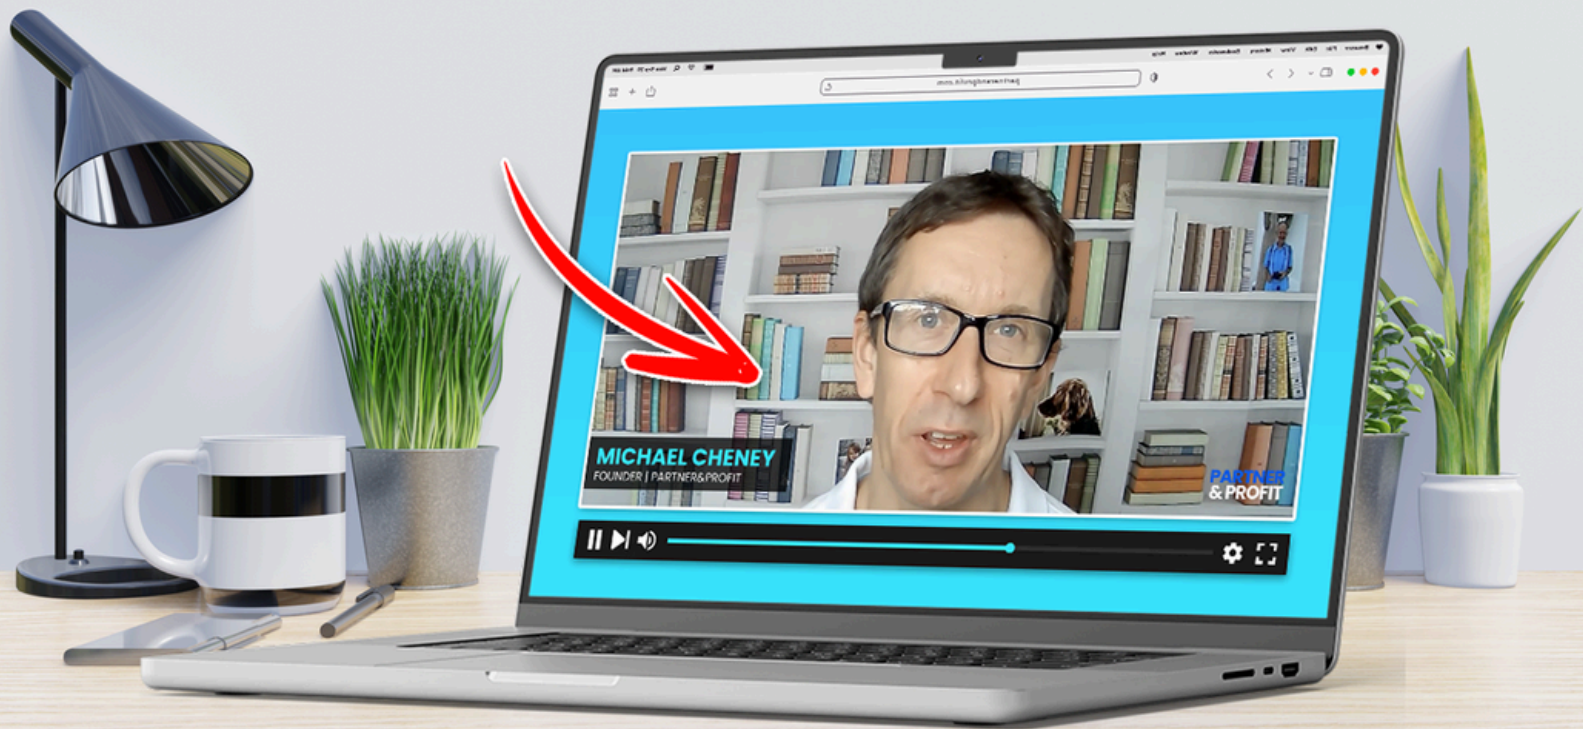 MICHAEL CHENEY
FOUNDER | PARTNER&PROFIT
PARTNER
& PROFIT